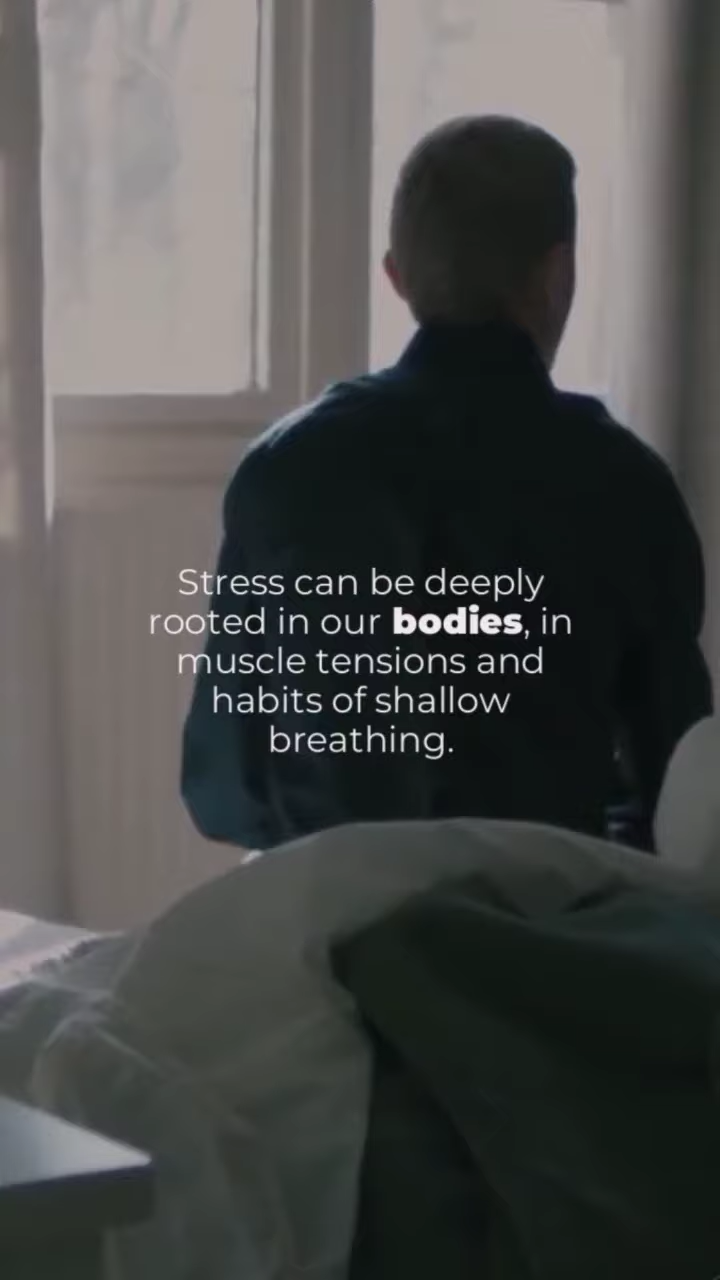 Stress can be deeply
rooted in our bodies, in
muscle tensions and
habits of shallow
breathing.